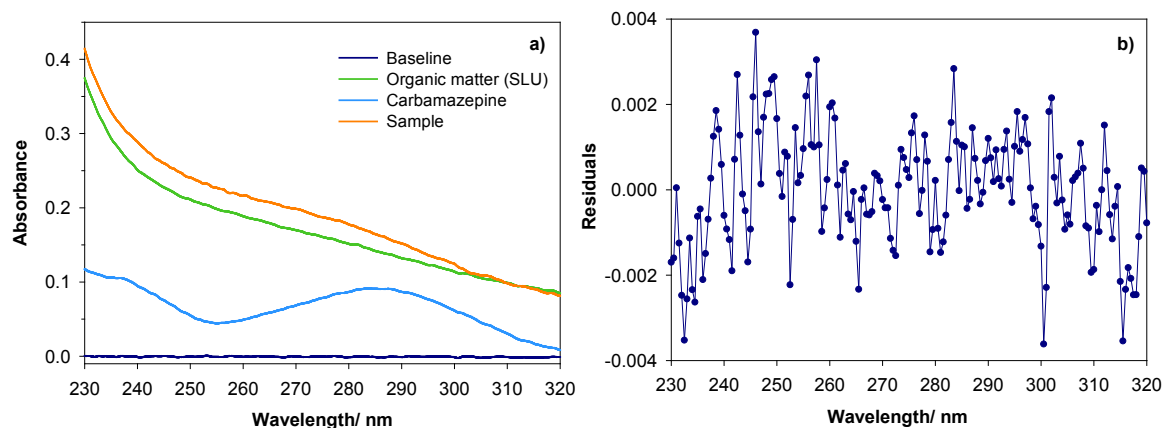 a)
Baseline
Organic matter (SLU)
Carbamazepine
Sample
Absorbance
0.4
0.3
0.2
0.1
0.0
230 240 250 260 270 280 290 300 310 320
Wavelength/ nm
b)
Residuals
0.004
0.002
0.000
-0.002
-0.004
230 240 250 260 270 280 290 300 310 320
Wavelength/ nm